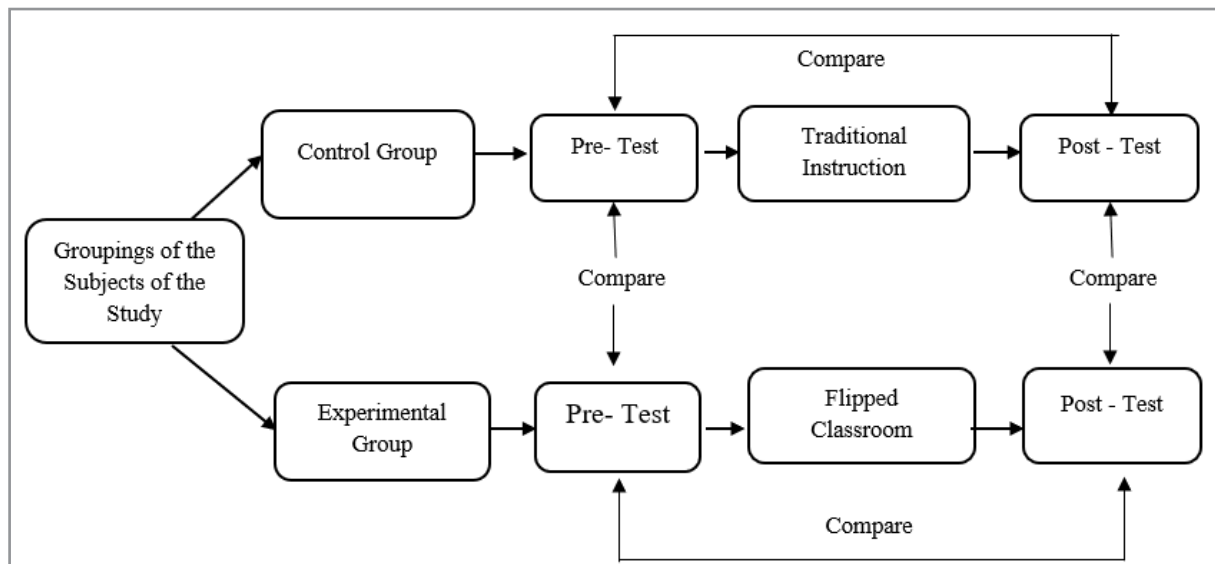 Compare
Control Group
Pre- Test
Traditional
Instruction
Post - Test
Groupings of the
Subjects of the
Study
Compare
Compare
Experimental
Group
Pre- Test
Flipped
Classroom
Post - Test
Compare